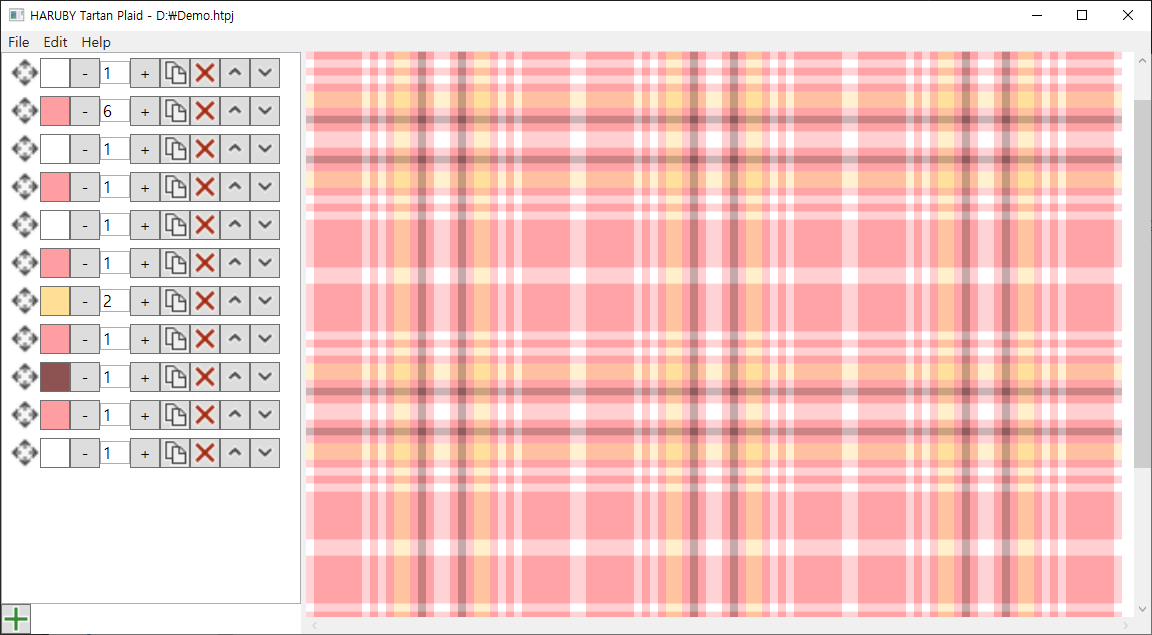 HARUBY Tartan Plaid - D:₩Demo.htpj
File Edit Help
- 1 +
- 6 +
- 1 +
- 1 +
- 1 +
- 1 +
- 2 +
- 1 +
- 1 +
- 1 +
- 1 +